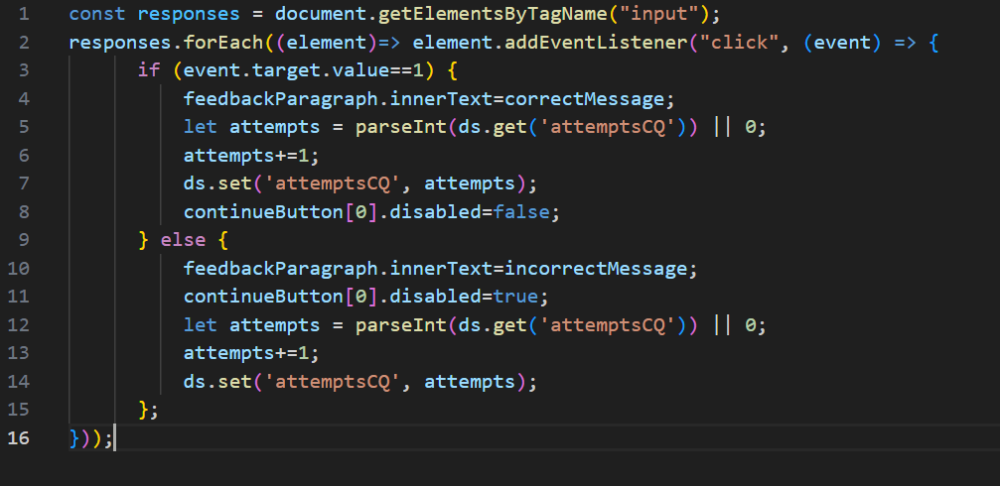 1 const responses = document.getElementsByTagName("input");
2 responses.forEach((element)=> element.addEventListener("click", (event) => {
3 if (event.target.value==1) {
4 feedbackParagraph.innerText=correctMessage;
5 let attempts = parseInt(ds.get('attemptsCQ')) || 0;
6 attempts+=1;
7 ds.set('attemptsCQ', attempts);
8 continueButton[0].disabled=false;
9 } else {
10 feedbackParagraph.innerText=incorrectMessage;
11 continueButton[0].disabled=true;
12 let attempts = parseInt(ds.get('attemptsCQ')) || 0;
13 attempts+=1;
14 ds.set('attemptsCQ', attempts);
15 };
16 }));